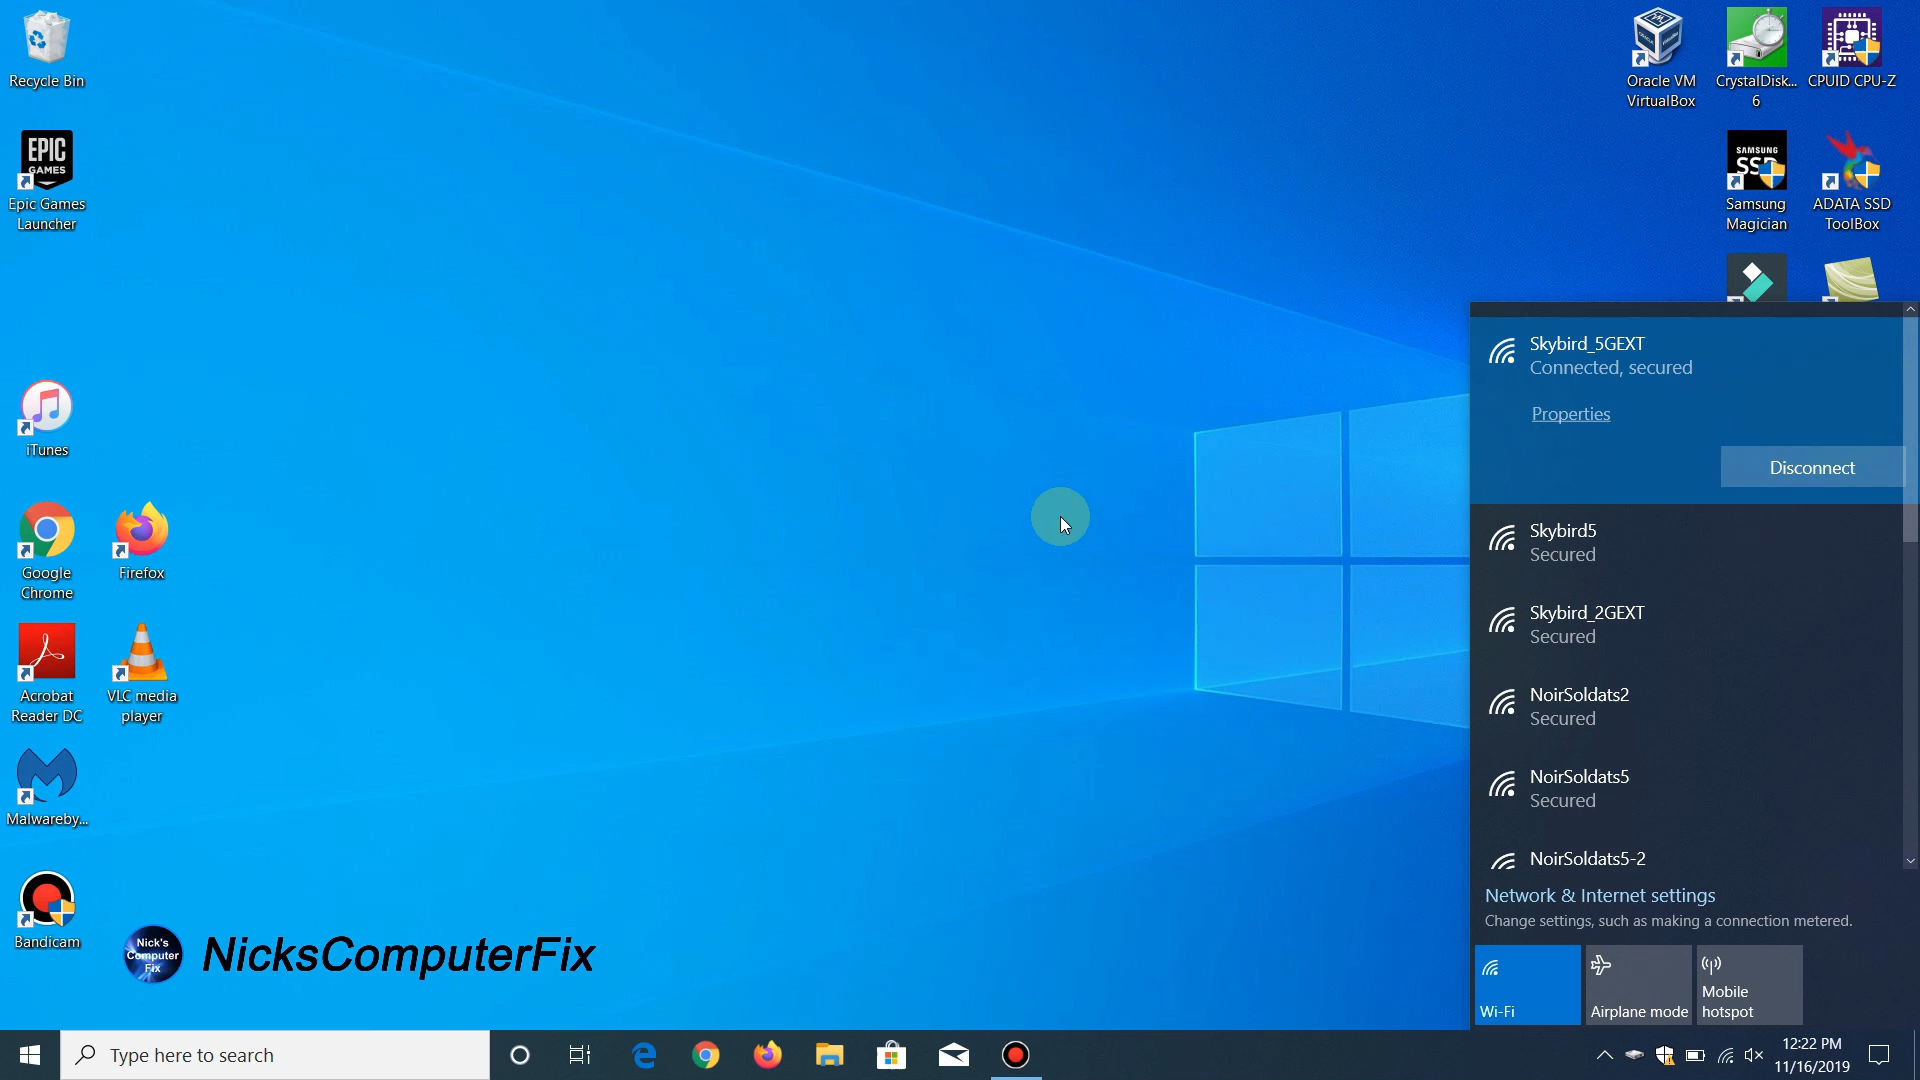 Recycle Bin
EPIC
GAMES
Epic Games
Launcher
iTunes
Google
Chrome
Firefox
Acrobat
Reader DC
VLC media
player
Malwareby...
Bandicam
Nick's
Computer
Fix
NicksComputerFix
Oracle VM
VirtualBox
CrystalDisk...
6
CPUID CPU-Z
SAMSUNG
SSD
Samsung
Magician
ADATA SSD
ToolBox
Skybird_5GEXT
Connected, secured
Properties
Disconnect
Skybird5
Secured
Skybird_2GEXT
Secured
NoirSoldats2
Secured
NoirSoldats5
Secured
NoirSoldats5-2
Network & Internet settings
Change settings, such as making a connection metered.
Wi-Fi
Airplane mode
Mobile
hotspot
Type here to search
12:22 PM
11/16/2019